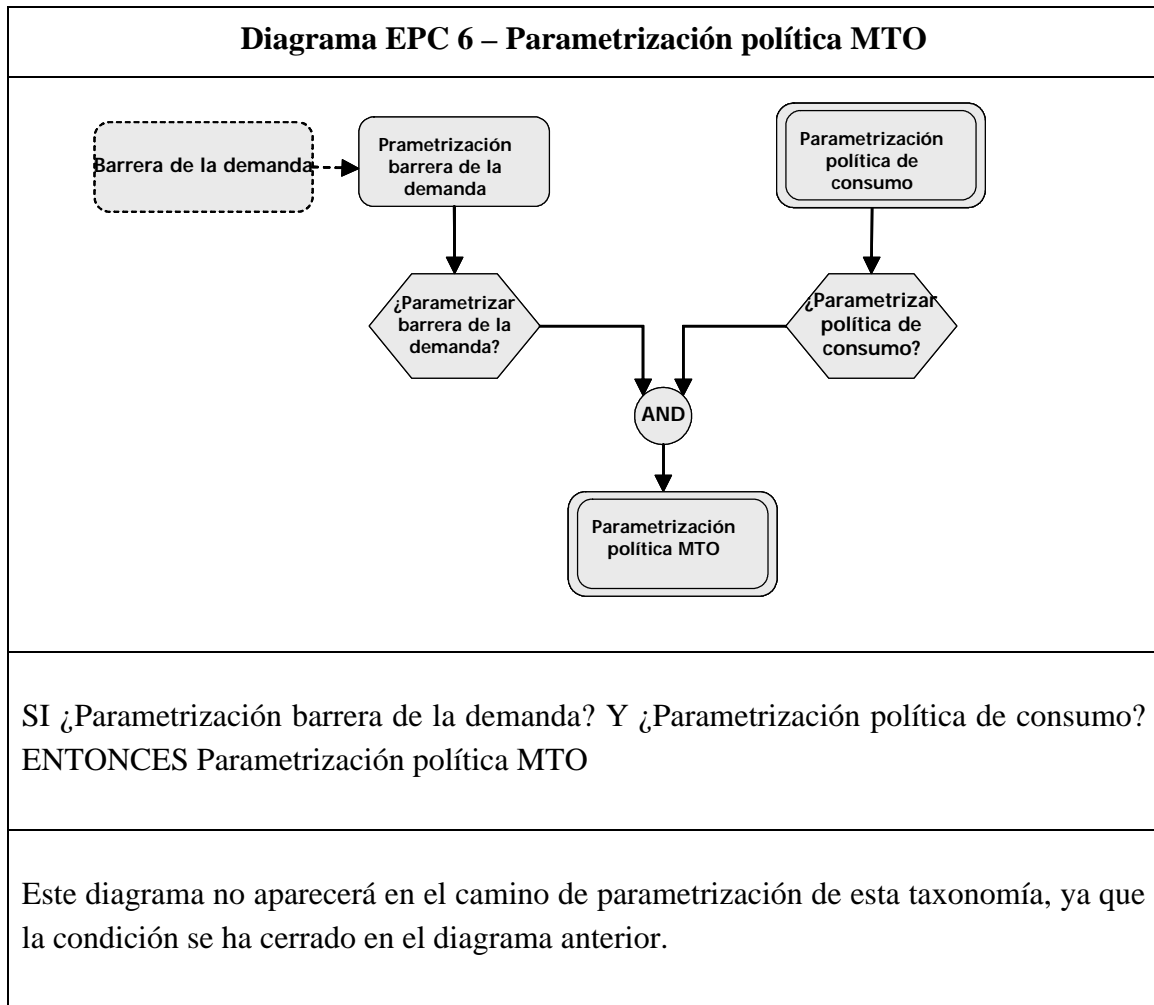 Diagrama EPC 6 – Parametrización política MTO
Barrera de la demanda
Prametrización
barrera de la
demanda
Parametrización
política de
consumo
¿Parametrizar
barrera de la
demanda?
¿Parametrizar
política de
consumo?
AND
Parametrización
política MTO
SI ¿Parametrización barrera de la demanda? Y ¿Parametrización política de consumo?
ENTONCES Parametrización política MTO
Este diagrama no aparecerá en el camino de parametrización de esta taxonomía, ya que
la condición se ha cerrado en el diagrama anterior.